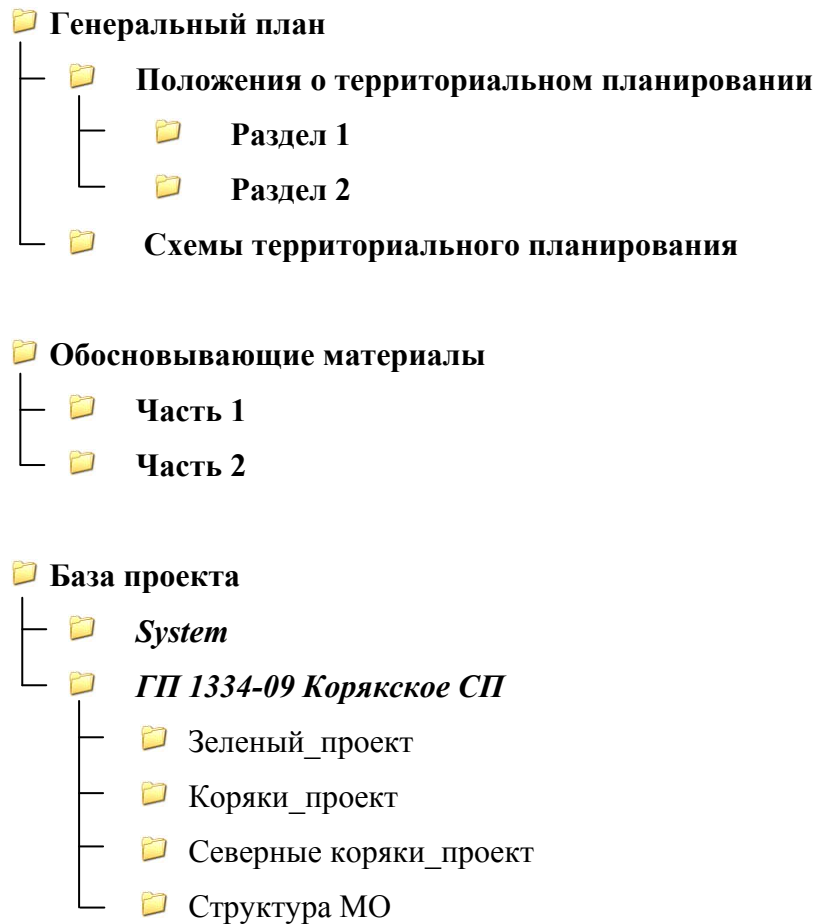 Генеральный план
Положения о территориальном планировании
Раздел 1
Раздел 2
Схемы территориального планирования
Обосновывающие материалы
Часть 1
Часть 2
База проекта
System
ГП 1334-09 Корякское СП
Зеленый_проект
Коряки_проект
Северные коряки_проект
Структура МО